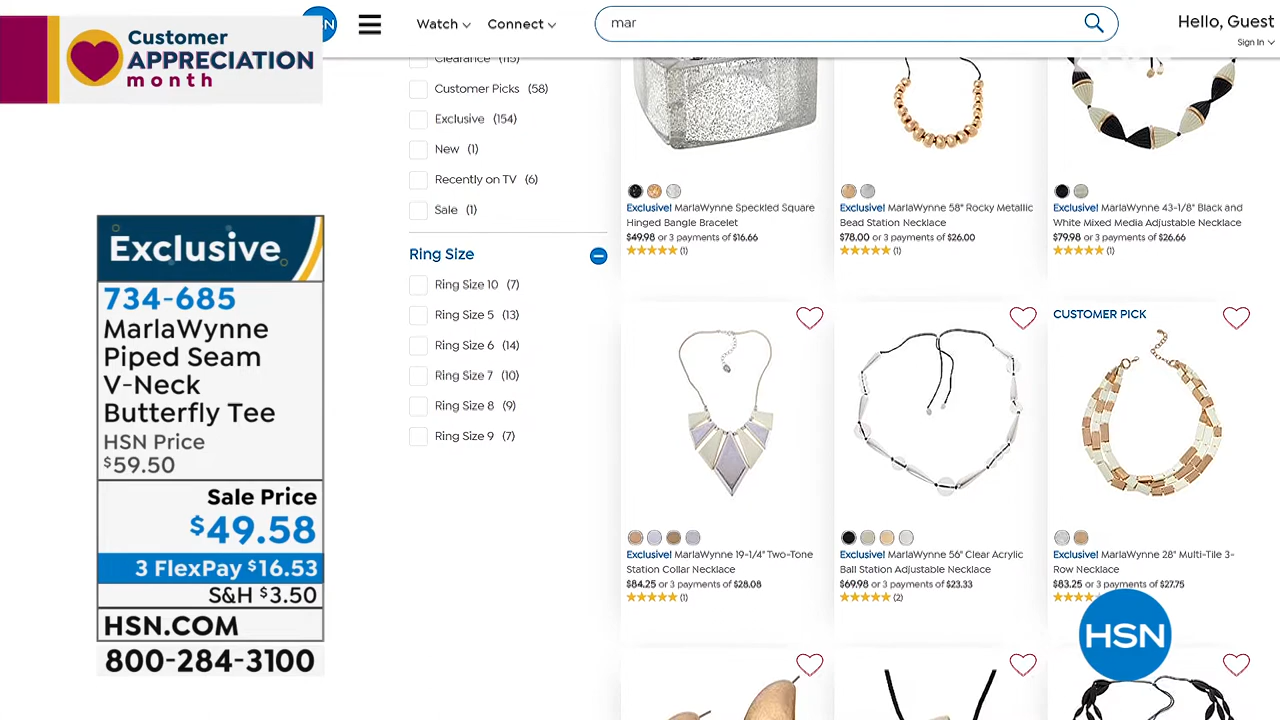 Customer
APPRECIATION
month
SN
Watch
Connect
mar
Hello, Guest
Sign In
Clearance (115)
Customer Picks (58)
Exclusive (154)
New (1)
Recently on TV (6)
Sale (1)
Ring Size
Ring Size 10 (7)
Ring Size 5 (13)
Ring Size 6 (14)
Ring Size 7 (10)
Ring Size 8 (9)
Ring Size 9 (7)
Exclusive! MarlaWynne Speckled Square
Hinged Bangle Bracelet
$49.98 or 3 payments of $16.66
(1)
Exclusive! MarlaWynne 58" Rocky Metallic
Bead Station Necklace
$78.00 or 3 payments of $26.00
(1)
Exclusive! MarlaWynne 43-1/8" Black and
White Mixed Media Adjustable Necklace
$79.98 or 3 payments of $26.66
(1)
Exclusive! MarlaWynne 19-1/4" Two-Tone
Station Collar Necklace
$84.25 or 3 payments of $28.08
(1)
Exclusive! MarlaWynne 56" Clear Acrylic
Ball Station Adjustable Necklace
$69.98 or 3 payments of $23.33
(2)
CUSTOMER PICK
Exclusive! MarlaWynne 28" Multi-Tile 3-
Row Necklace
$83.25 or 3 payments of $27.75
HSN
Exclusive
734-685
MarlaWynne
Piped Seam
V-Neck
Butterfly Tee
HSN Price
$59.50
Sale Price
$49.58
3 FlexPay $16.53
S&H $3.50
HSN.COM
800-284-3100